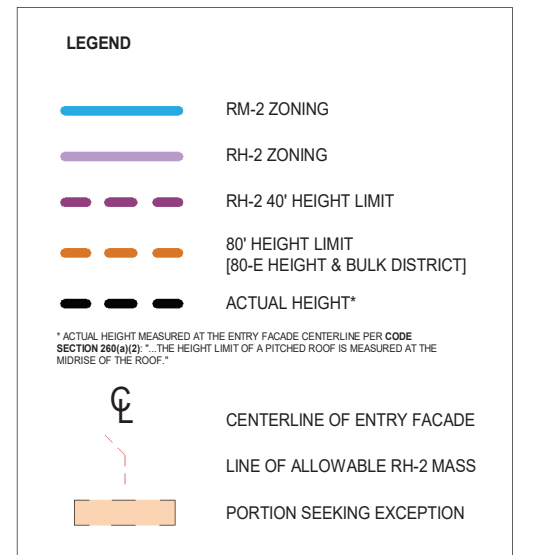 LEGEND
RM-2 ZONING
RH-2 ZONING
RH-2 40' HEIGHT LIMIT
80' HEIGHT LIMIT
[80-E HEIGHT & BULK DISTRICT]
ACTUAL HEIGHT*
* ACTUAL HEIGHT MEASURED AT THE ENTRY FACADE CENTERLINE PER CODE
SECTION 260(a)(2): "...THE HEIGHT LIMIT OF A PITCHED ROOF IS MEASURED AT THE
MIDRISE OF THE ROOF."
℄ CENTERLINE OF ENTRY FACADE
LINE OF ALLOWABLE RH-2 MASS
PORTION SEEKING EXCEPTION